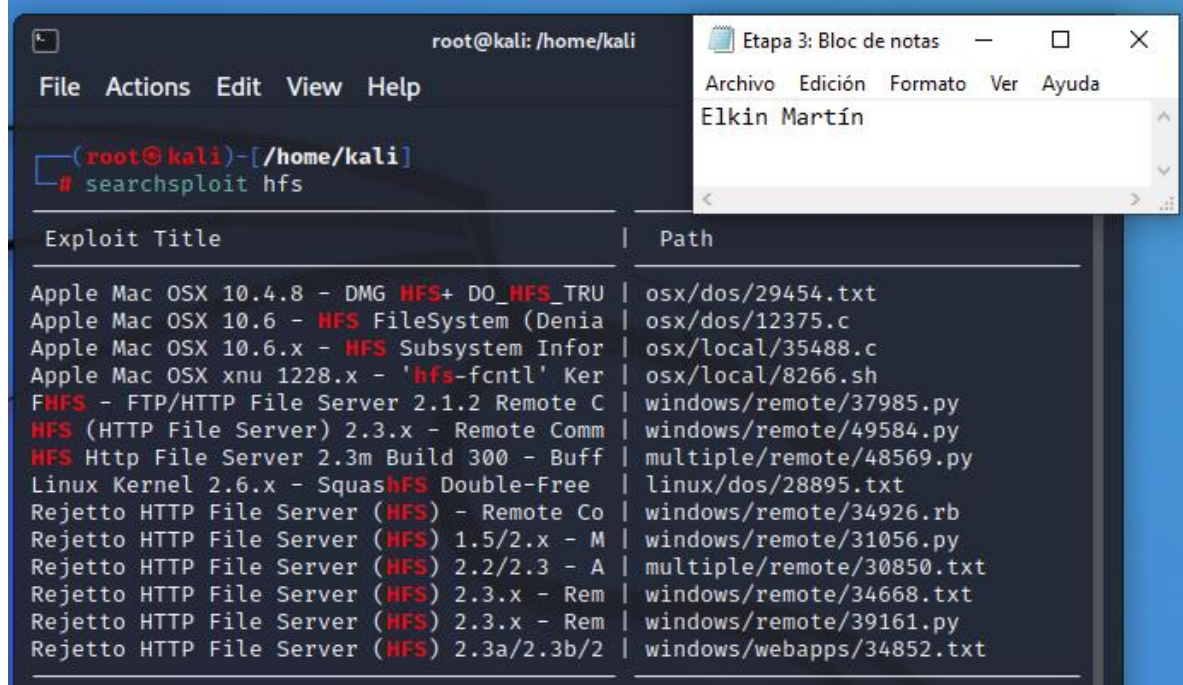 root@kali: /home/kali
File Actions Edit View Help
Etapa 3: Bloc de notas
Archivo Edición Formato Ver Ayuda
Elkin Martín
┌──(root㉿kali)-[/home/kali]
└─# searchsploit hfs
Exploit Title | Path
Apple Mac OSX 10.4.8 - DMG HFS+ DO_HFS_TRU | osx/dos/29454.txt
Apple Mac OSX 10.6 - HFS FileSystem (Denia | osx/dos/12375.c
Apple Mac OSX 10.6.x - HFS Subsystem Infor | osx/local/35488.c
Apple Mac OSX xnu 1228.x - 'hfs-fcntl' Ker | osx/local/8266.sh
FHFS - FTP/HTTP File Server 2.1.2 Remote C | windows/remote/37985.py
HFS (HTTP File Server) 2.3.x - Remote Comm | windows/remote/49584.py
HFS Http File Server 2.3m Build 300 - Buff | multiple/remote/48569.py
Linux Kernel 2.6.x - SquashFS Double-Free | linux/dos/28895.txt
Rejetto HTTP File Server (HFS) - Remote Co | windows/remote/34926.rb
Rejetto HTTP File Server (HFS) 1.5/2.x - M | windows/remote/31056.py
Rejetto HTTP File Server (HFS) 2.2/2.3 - A | multiple/remote/30850.txt
Rejetto HTTP File Server (HFS) 2.3.x - Rem | windows/remote/34668.txt
Rejetto HTTP File Server (HFS) 2.3.x - Rem | windows/remote/39161.py
Rejetto HTTP File Server (HFS) 2.3a/2.3b/2 | windows/webapps/34852.txt